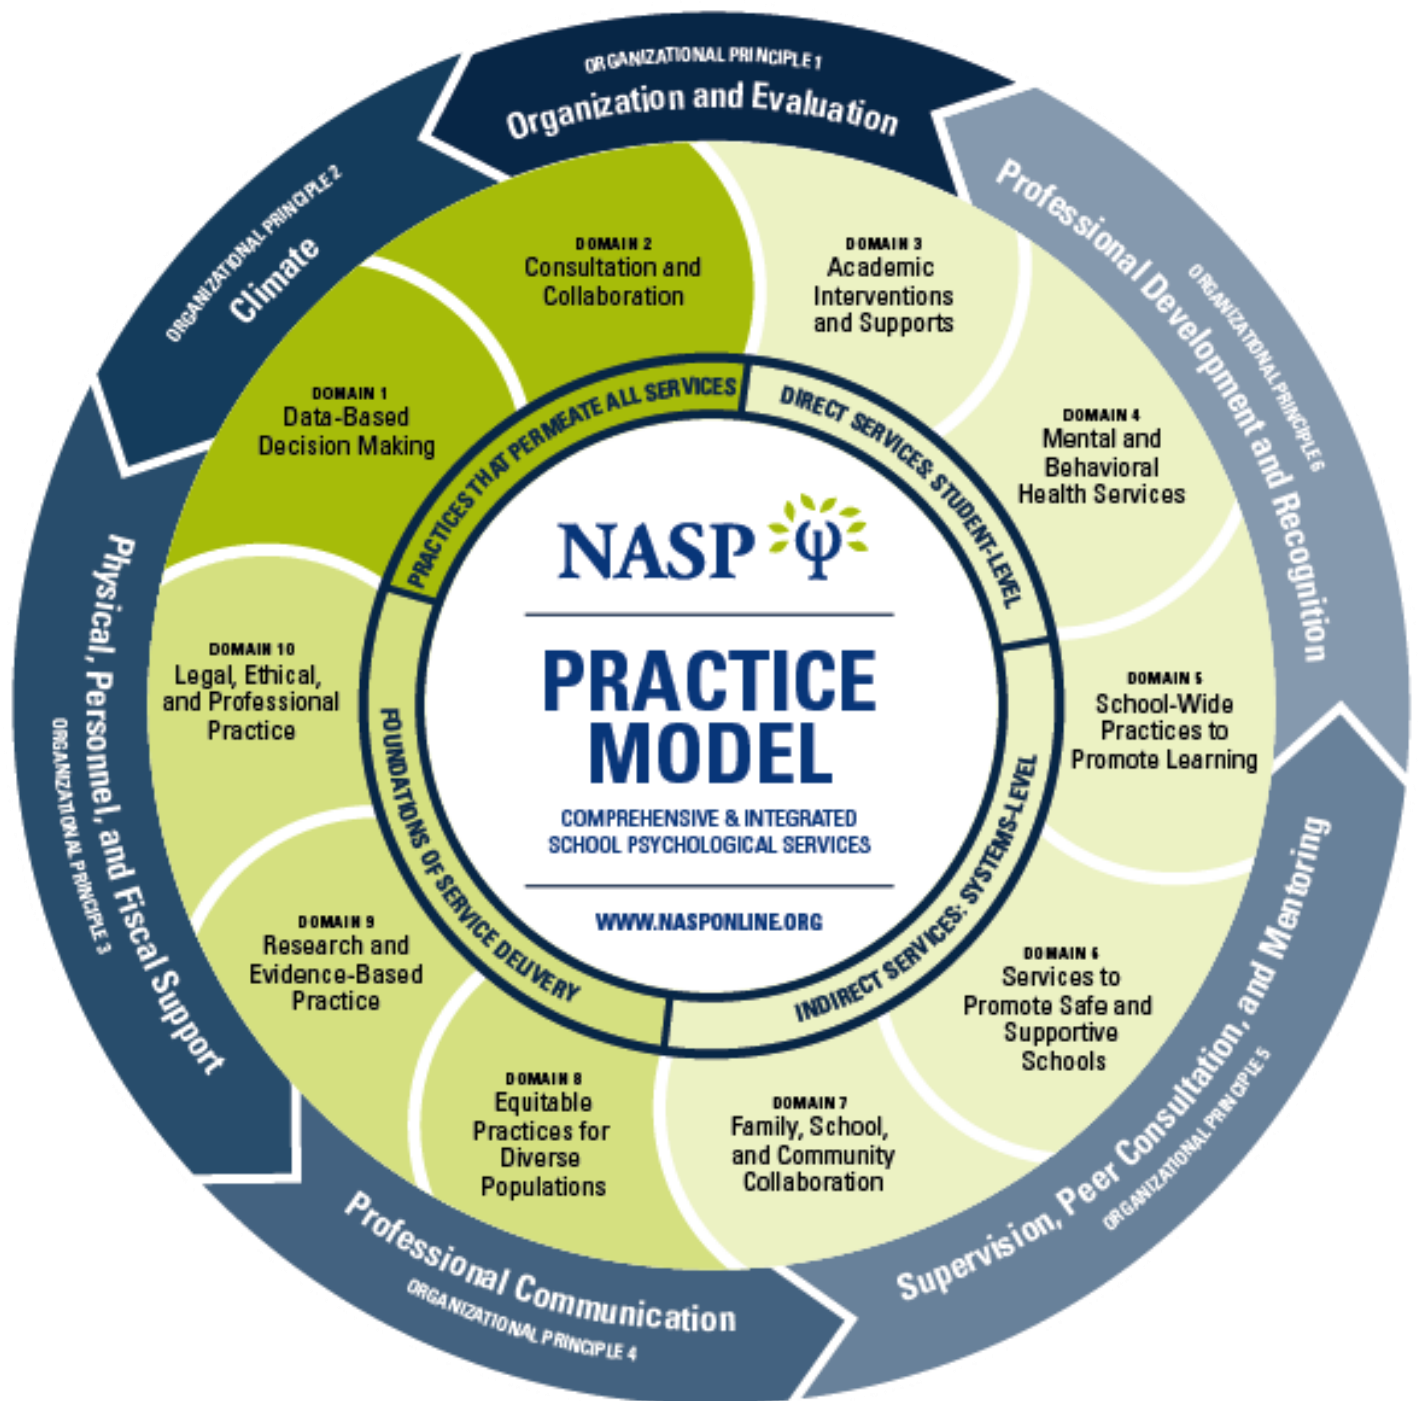 ORGANIZATIONAL PRINCIPLE 1
Organization and Evaluation
ORGANIZATIONAL PRINCIPLE 2
Climate
ORGANIZATIONAL PRINCIPLE 3
Physical, Personnel, and Fiscal Support
ORGANIZATIONAL PRINCIPLE 4
Professional Communication
ORGANIZATIONAL PRINCIPLE 5
Supervision, Peer Consultation, and Mentoring
ORGANIZATIONAL PRINCIPLE 6
Professional Development and Recognition
DOMAIN 1
Data-Based
Decision Making
DOMAIN 2
Consultation and
Collaboration
DOMAIN 3
Academic
Interventions
and Supports
DOMAIN 4
Mental and
Behavioral
Health Services
DOMAIN 5
School-Wide
Practices to
Promote Learning
DOMAIN 6
Services to
Promote Safe and
Supportive
Schools
DOMAIN 7
Family, School,
and Community
Collaboration
DOMAIN 8
Equitable
Practices for
Diverse
Populations
DOMAIN 9
Research and
Evidence-Based
Practice
DOMAIN 10
Legal, Ethical,
and Professional
Practice
PRACTICES THAT PERMEATE ALL SERVICES
DIRECT SERVICES: STUDENT-LEVEL
INDIRECT SERVICES: SYSTEMS-LEVEL
FOUNDATIONS OF SERVICE DELIVERY
NASP
PRACTICE
MODEL
COMPREHENSIVE & INTEGRATED
SCHOOL PSYCHOLOGICAL SERVICES
WWW.NASPONLINE.ORG